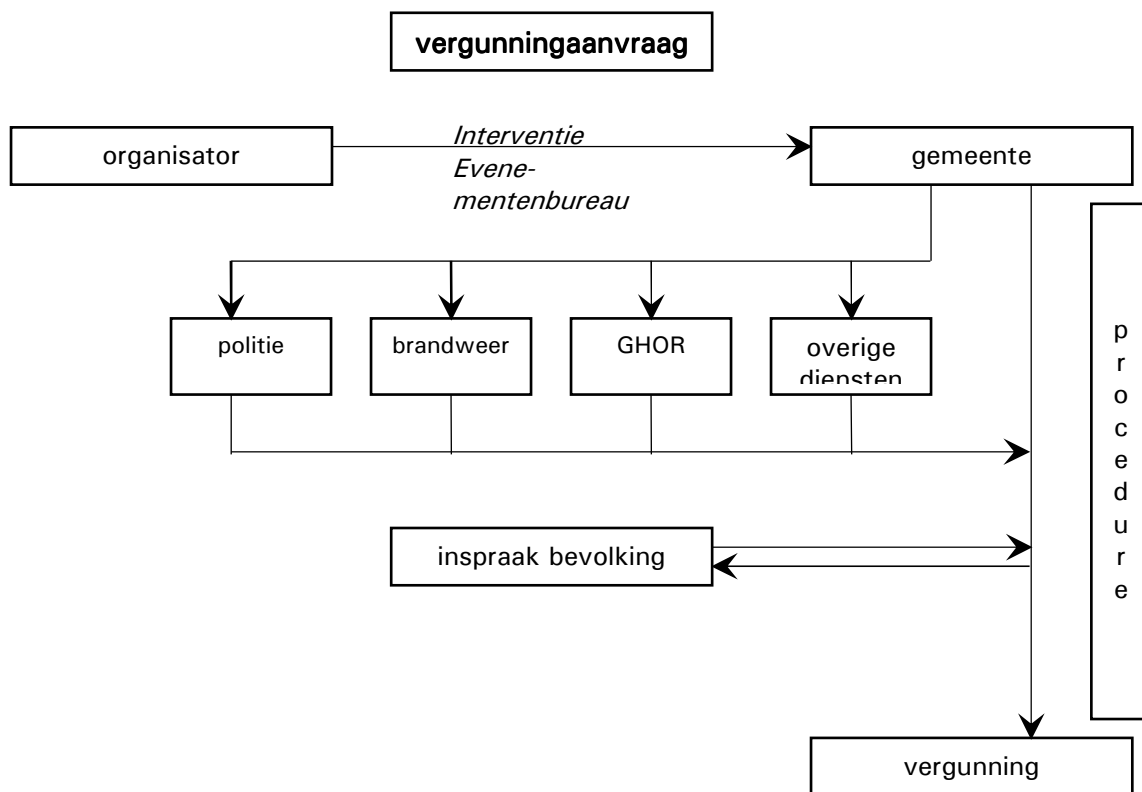 vergunningaanvraag
organisator
Interventie
Evene-
mentenbureau
gemeente
politie
brandweer
GHOR
overige
diensten
inspraak bevolking
p
r
o
c
e
d
u
r
e
vergunning